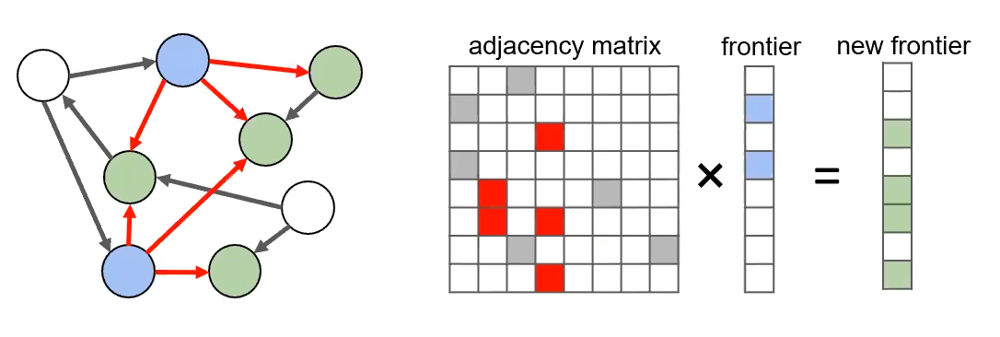 adjacency matrix
frontier
new frontier
×
=